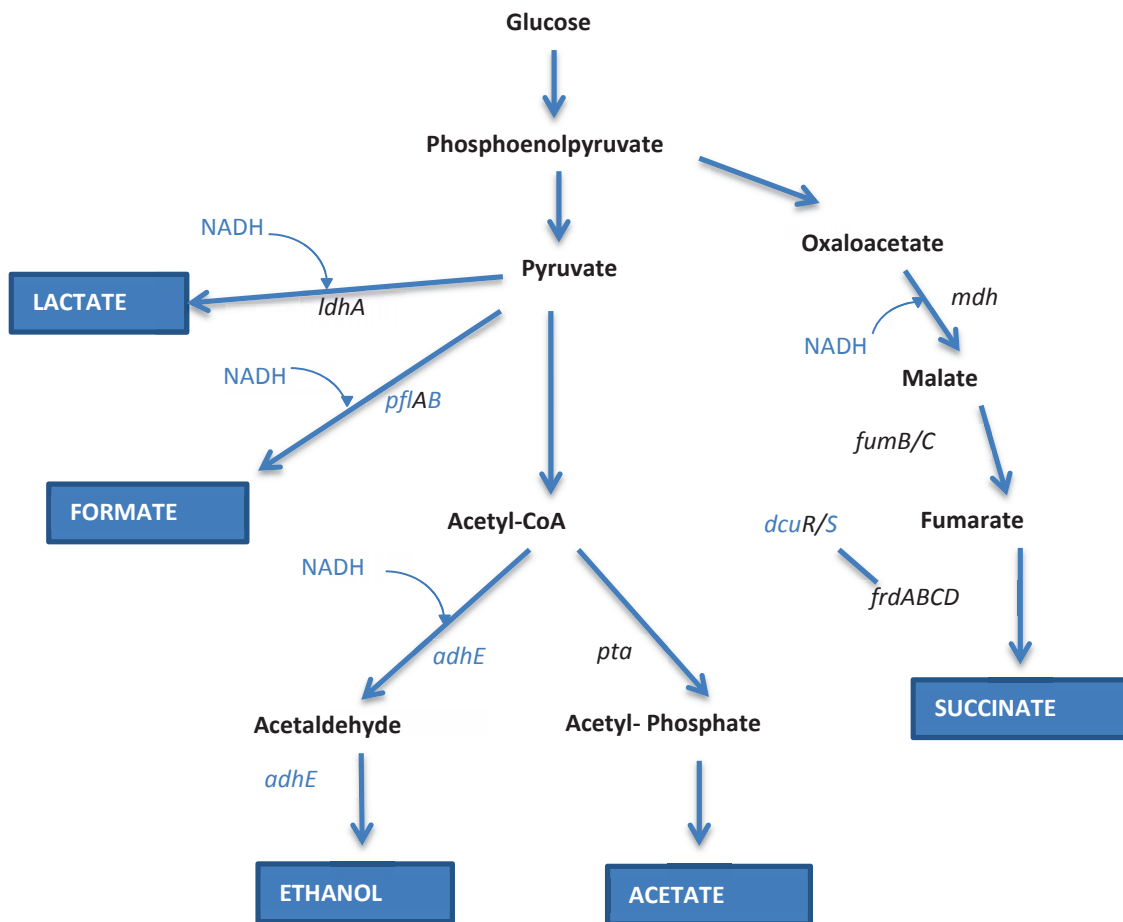 Glucose
Phosphoenolpyruvate
NADH
Oxaloacetate
Pyruvate
LACTATE
ldhA
mdh
NADH
NADH
Malate
pflAB
fumB/C
FORMATE
Acetyl-CoA
dcuR/S
Fumarate
NADH
frdABCD
adhE
pta
SUCCINATE
Acetaldehyde
Acetyl- Phosphate
adhE
ETHANOL
ACETATE